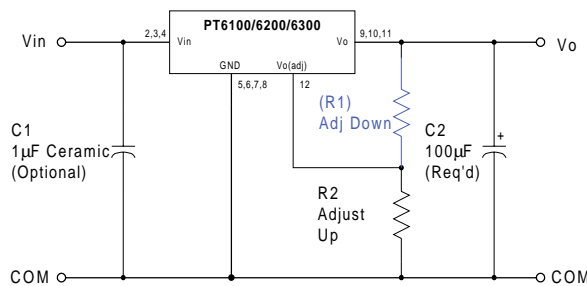 PT6100/6200/6300
Vin
2,3,4
Vin
Vo
9,10,11
Vo
GND
Vo(adj)
5,6,7,8
12
(R1)
Adj Down
C1
1µF Ceramic
(Optional)
C2
100µF
(Req'd)
+
R2
Adjust
Up
COM
COM